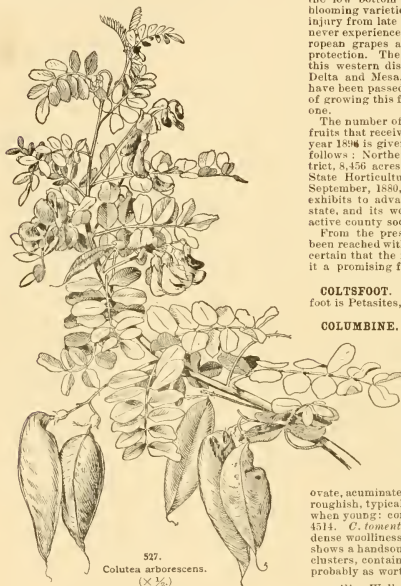 the low bottom
blooming varieti
injury from late
never experience
ropean grapes a
protection. The
this western dis
Delta and Mesa.
have been passed
of growing this f
one.
The number of
fruits that receiv
year 1896 is give
follows : Northe
trict, 8,456 acres
State Horticultu
September, 1880,
exhibits to adva
state, and its wo
active county soc
From the pres
been reached with
certain that the
it a promising f
COLTSFOOT.
foot is Petasites,
COLUMBINE.
ovate, acuminate
roughish, typical
when young: co
4514. C. toment
dense woolliness
shows a handsom
clusters, contain
probably as wort
527.
Colutea arborescens.
(× ⅓.)